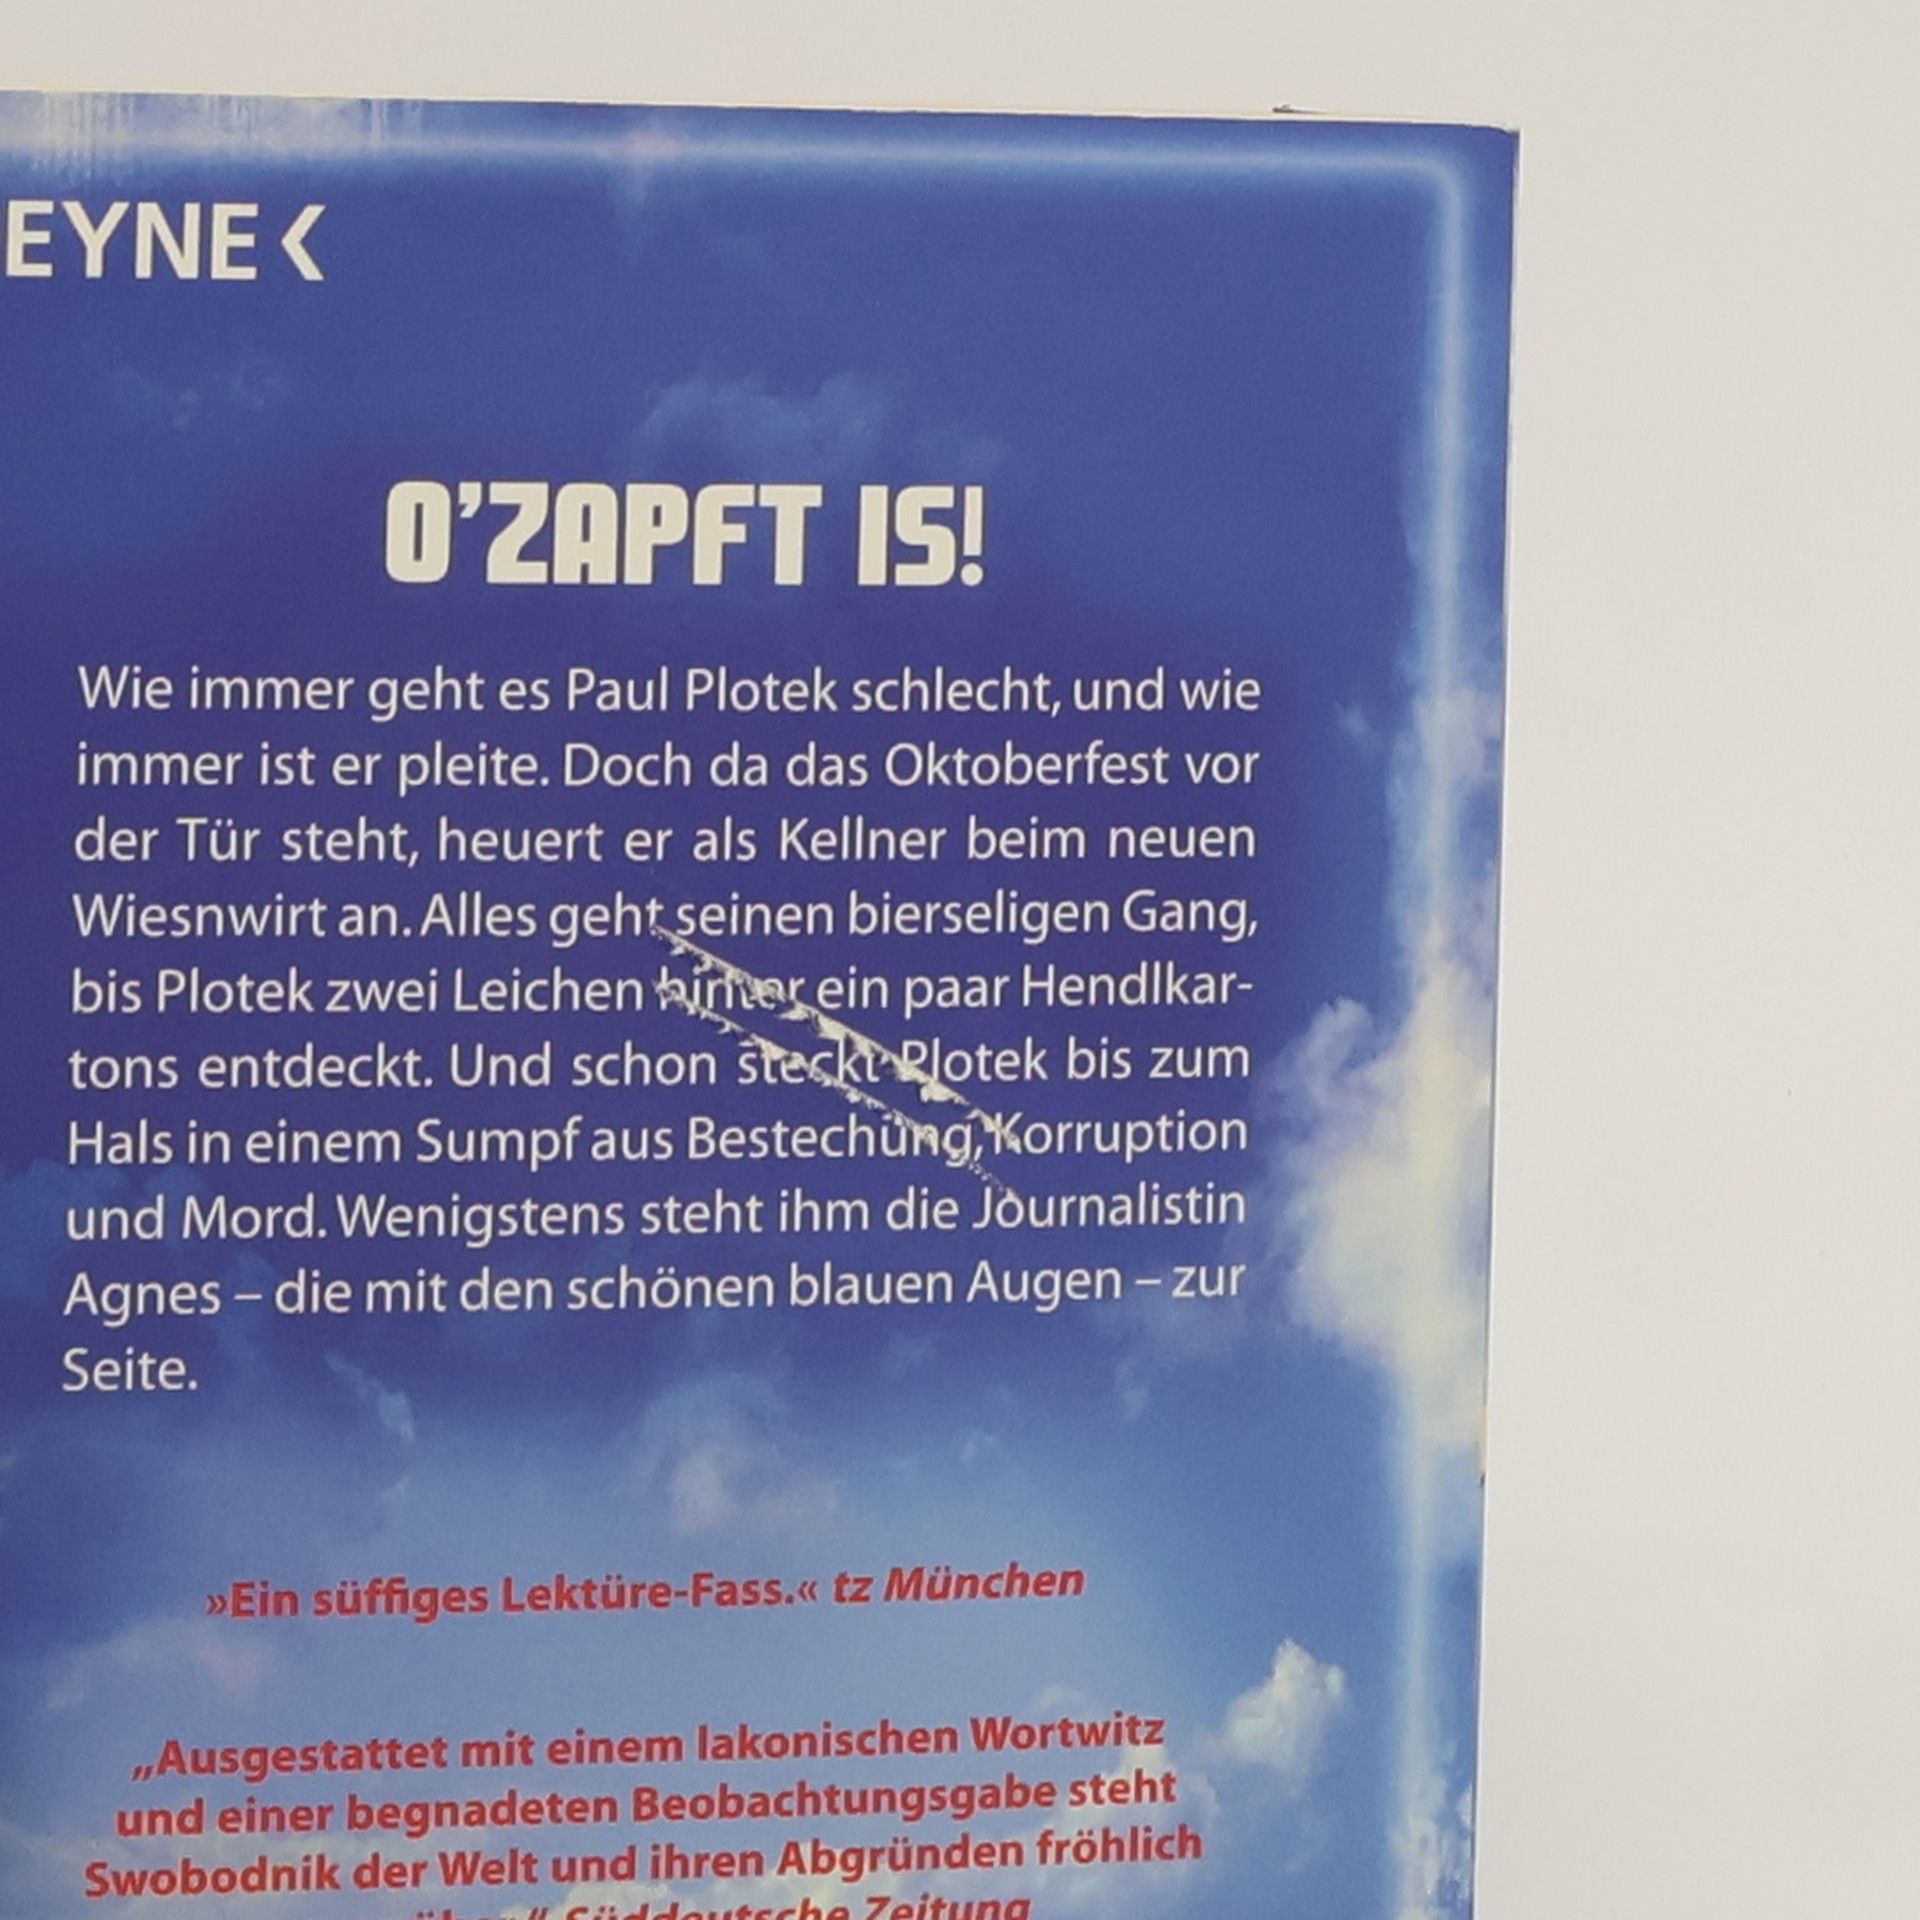 EYNE<
O'ZAPFT IS!
Wie immer geht es Paul Plotek schlecht, und wie
immer ist er pleite. Doch da das Oktoberfest vor
der Tür steht, heuert er als Kellner beim neuen
Wiesnwirt an. Alles geht seinen bierseligen Gang,
bis Plotek zwei Leichen hinter ein paar Hendlkar-
tons entdeckt. Und schon steckt Plotek bis zum
Hals in einem Sumpf aus Bestechung, Korruption
und Mord. Wenigstens steht ihm die Journalistin
Agnes – die mit den schönen blauen Augen – zur
Seite.
»Ein süffiges Lektüre-Fass.« tz München
„Ausgestattet mit einem lakonischen Wortwitz
und einer begnadeten Beobachtungsgabe steht
Swobodnik der Welt und ihren Abgründen fröhlich
Süddeutsche Zeitung